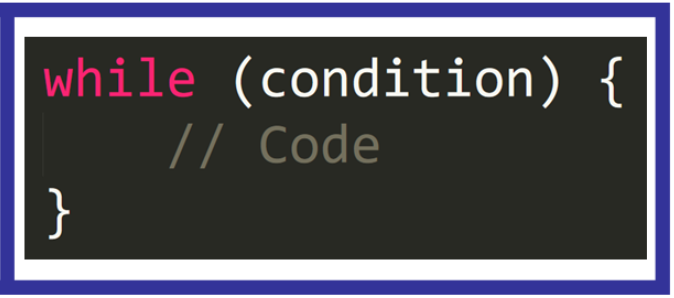 while (condition) {
    // Code
}